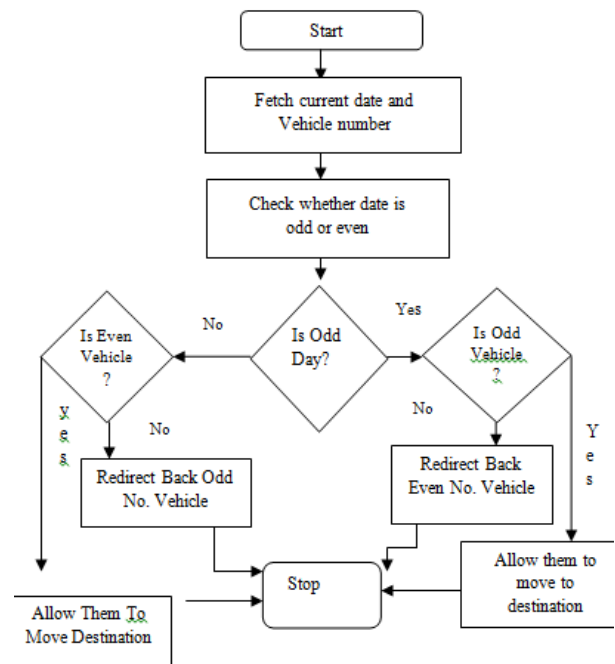 Start
Fetch current date and
Vehicle number
Check whether date is
odd or even
No
Yes
Is Even
Vehicle
?
Is Odd
Day?
Is Odd
Vehicle
?
yes
No
No
Yes
Redirect Back Odd
No. Vehicle
Redirect Back
Even No. Vehicle
Stop
Allow them to
move to
destination
Allow Them To
Move Destination